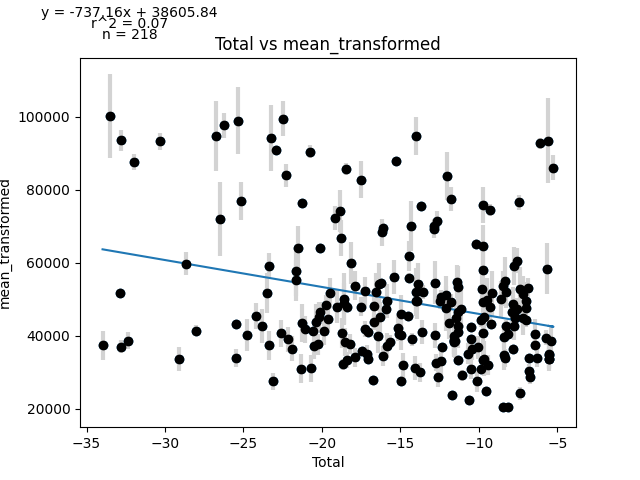 y = -737.16x + 38605.84
r^2 = 0.07
n = 218
Total vs mean_transformed
100000
80000
60000
40000
20000
mean_transformed
−35 −30 −25 −20 −15 −10 −5
Total